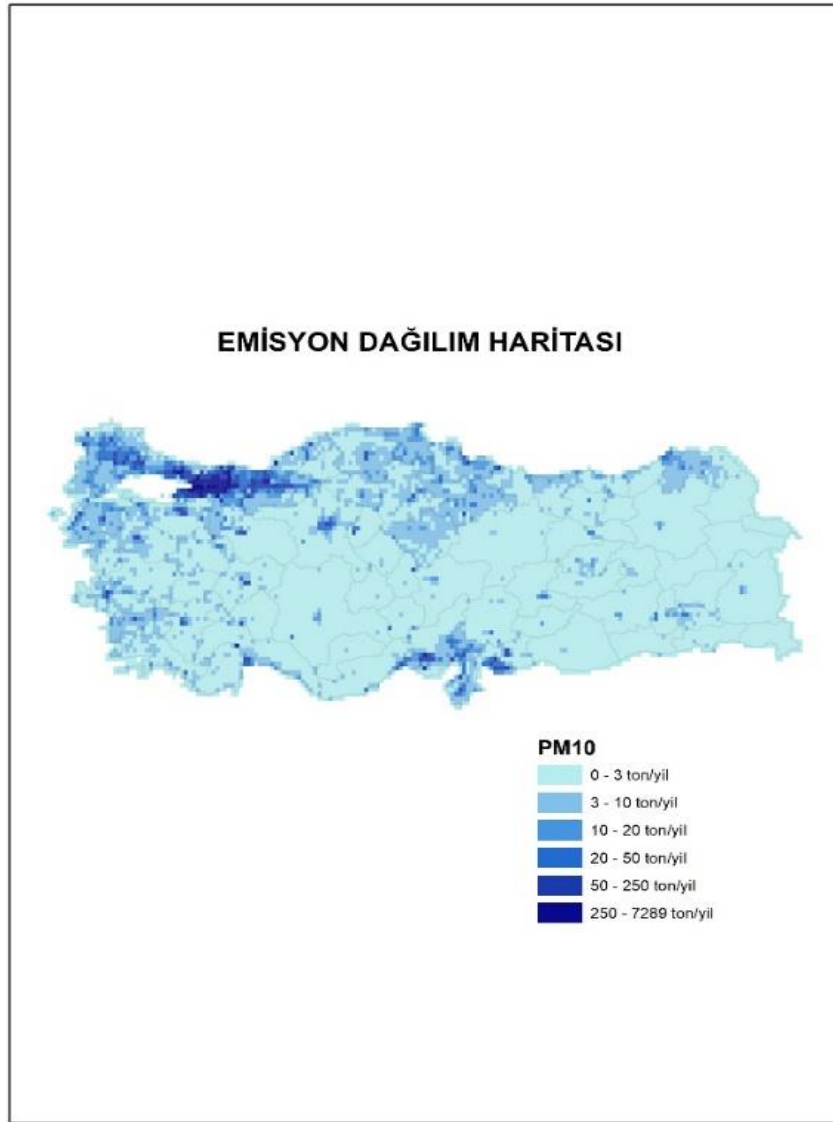 EMİSYON DAĞILIM HARİTASI
PM10
0 - 3 ton/yil
3 - 10 ton/yil
10 - 20 ton/yil
20 - 50 ton/yil
50 - 250 ton/yil
250 - 7289 ton/yil